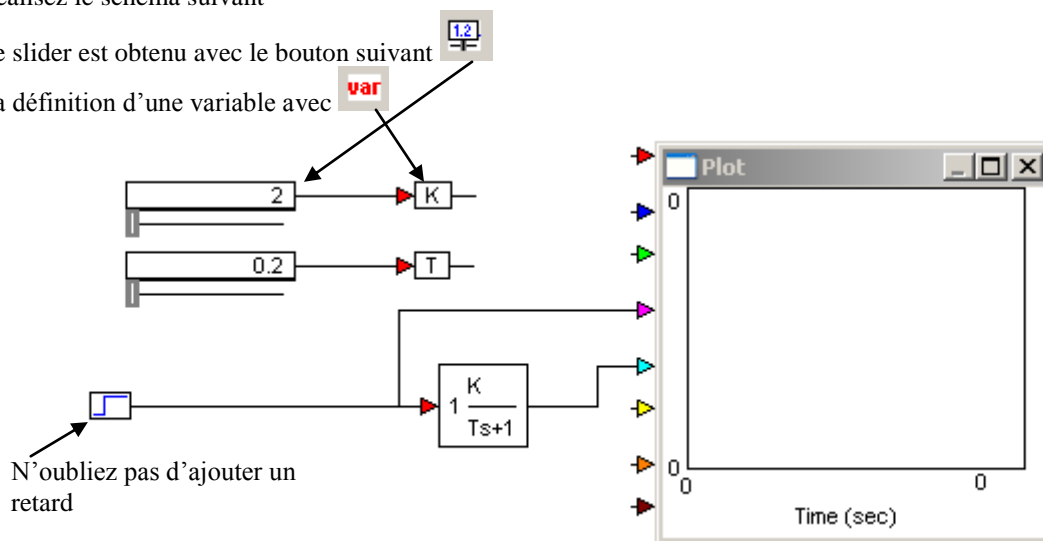 éalisez le schéma suivant
e slider est obtenu avec le bouton suivant
1.2
a définition d'une variable avec
var
Plot
2
K
0
0.2
T
1
K
Ts+1
N'oubliez pas d'ajouter un
retard
0
0
0
Time (sec)